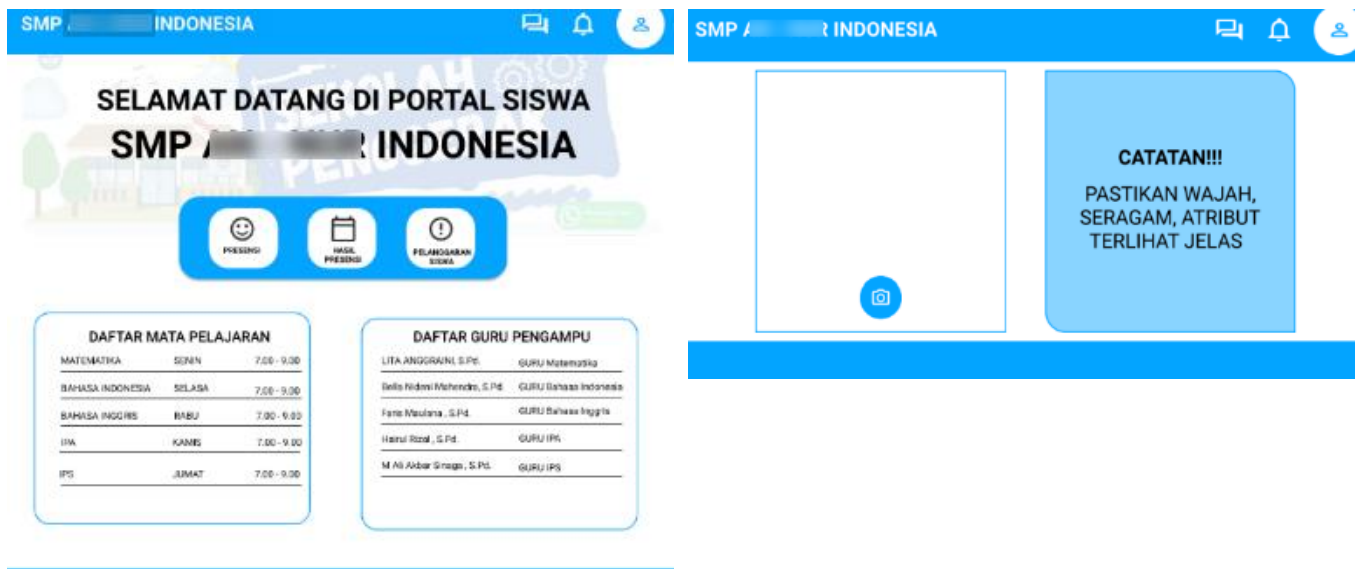 SMP INDONESIA
SELAMAT DATANG DI PORTAL SISWA
SMP INDONESIA
SEKOLAH
PENGGERAK
PRESENSI
HASIL
PRESENSI
PELANGGARAN
SISWA
DAFTAR MATA PELAJARAN
MATEMATIKA SENIN 7.00 - 9.00
BAHASA INDONESIA SELASA 7.00 - 9.00
BAHASA INGGRIS RABU 7.00 - 9.00
IPA KAMIS 7.00 - 9.00
IPS JUMAT 7.00 - 9.00
DAFTAR GURU PENGAMPU
LITA ANGGRAINI, S.Pd. GURU Matematika
Bella Nideni Mahendra, S.Pd. GURU Bahasa Indonesia
Faris Maulana , S.Pd. GURU Bahasa Inggris
Hairul Rizal , S.Pd. GURU IPA
M Ali Akbar Sinaga , S.Pd. GURU IPS
SMP INDONESIA
CATATAN!!!
PASTIKAN WAJAH,
SERAGAM, ATRIBUT
TERLIHAT JELAS